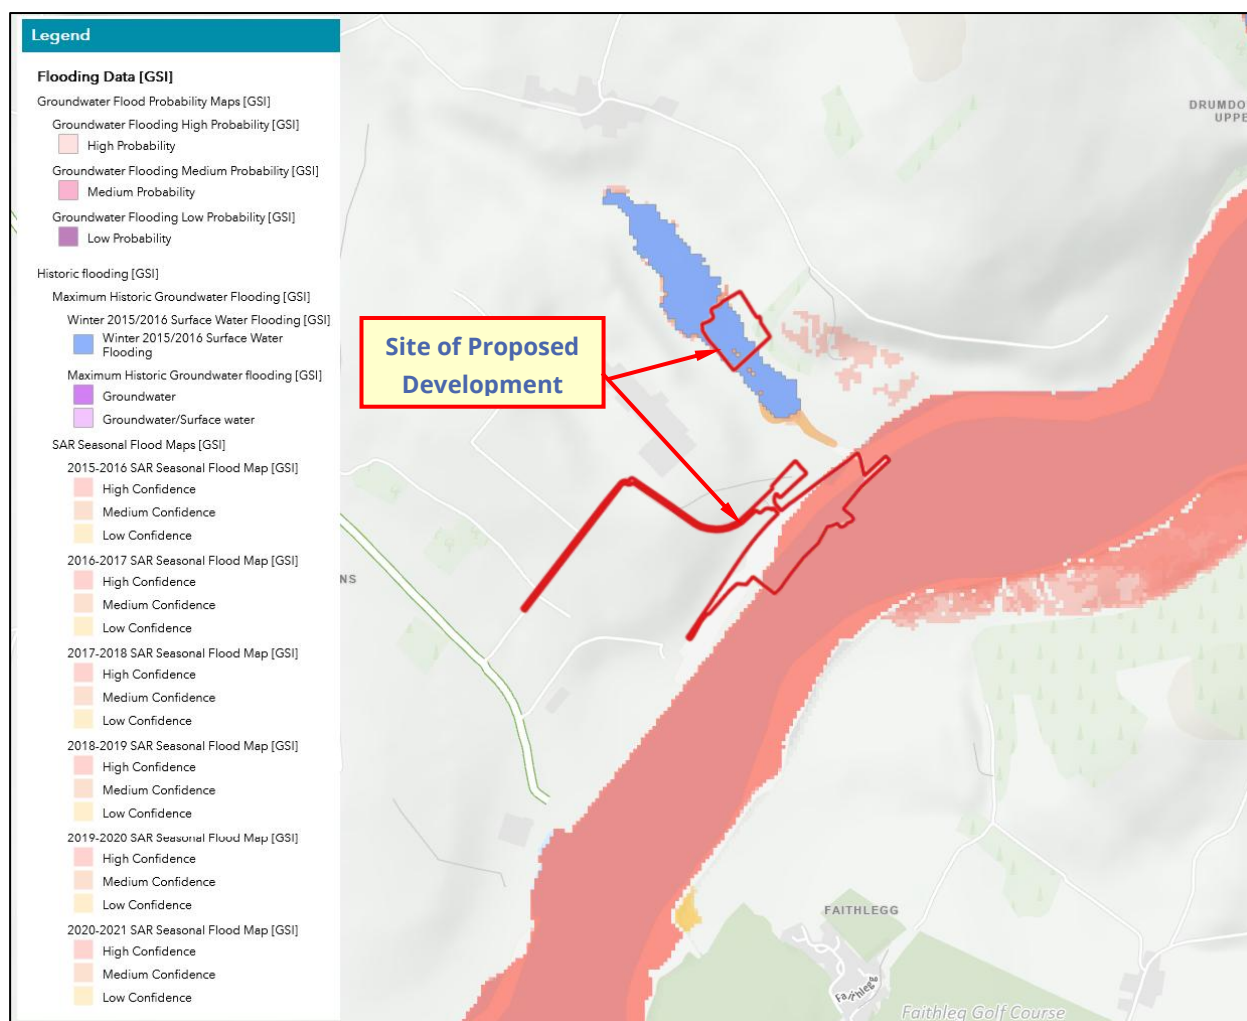 Legend
Flooding Data [GSI]
Groundwater Flood Probability Maps [GSI]
Groundwater Flooding High Probability [GSI]
High Probability
Groundwater Flooding Medium Probability [GSI]
Medium Probability
Groundwater Flooding Low Probability [GSI]
Low Probability
Historic flooding [GSI]
Maximum Historic Groundwater Flooding [GSI]
Winter 2015/2016 Surface Water Flooding [GSI]
Winter 2015/2016 Surface Water
Flooding
Maximum Historic Groundwater flooding [GSI]
Groundwater
Groundwater/Surface water
SAR Seasonal Flood Maps [GSI]
2015-2016 SAR Seasonal Flood Map [GSI]
High Confidence
Medium Confidence
Low Confidence
2016-2017 SAR Seasonal Flood Map [GSI]
High Confidence
Medium Confidence
Low Confidence
2017-2018 SAR Seasonal Flood Map [GSI]
High Confidence
Medium Confidence
Low Confidence
2018-2019 SAR Seasonal Flood Map [GSI]
High Confidence
Medium Confidence
Low Confidence
2019-2020 SAR Seasonal Flood Map [GSI]
High Confidence
Medium Confidence
Low Confidence
2020-2021 SAR Seasonal Flood Map [GSI]
High Confidence
Medium Confidence
Low Confidence
DRUMDO
UPPE
Site of Proposed
Development
NS
FAITHLEGG
Faithlegg
Faithleg Golf Course